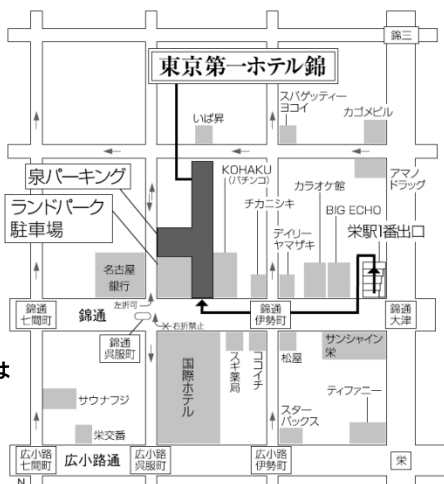 錦三
東京第一ホテル錦
スパゲッティー
ヨコイ
カゴメビル
いば昇
泉パーキング
KOHAKU
(パチンコ)
アマノ
ドラッグ
カラオケ館
ランドパーク
駐車場
チカニシキ
BIG ECHO
デイリー
ヤマザキ
栄駅1番出口
名古屋
銀行
左折可
錦通
七間町
錦通
錦通
伊勢町
錦通
大津
右折禁止
錦通
呉服町
は
国際ホテル
スギ薬局
ココイチ
松屋
サンシャイン
栄
サウナフジ
ティファニー
スター
バックス
栄交番
広小路
七間町
広小路通
広小路
呉服町
広小路
伊勢町
栄
N